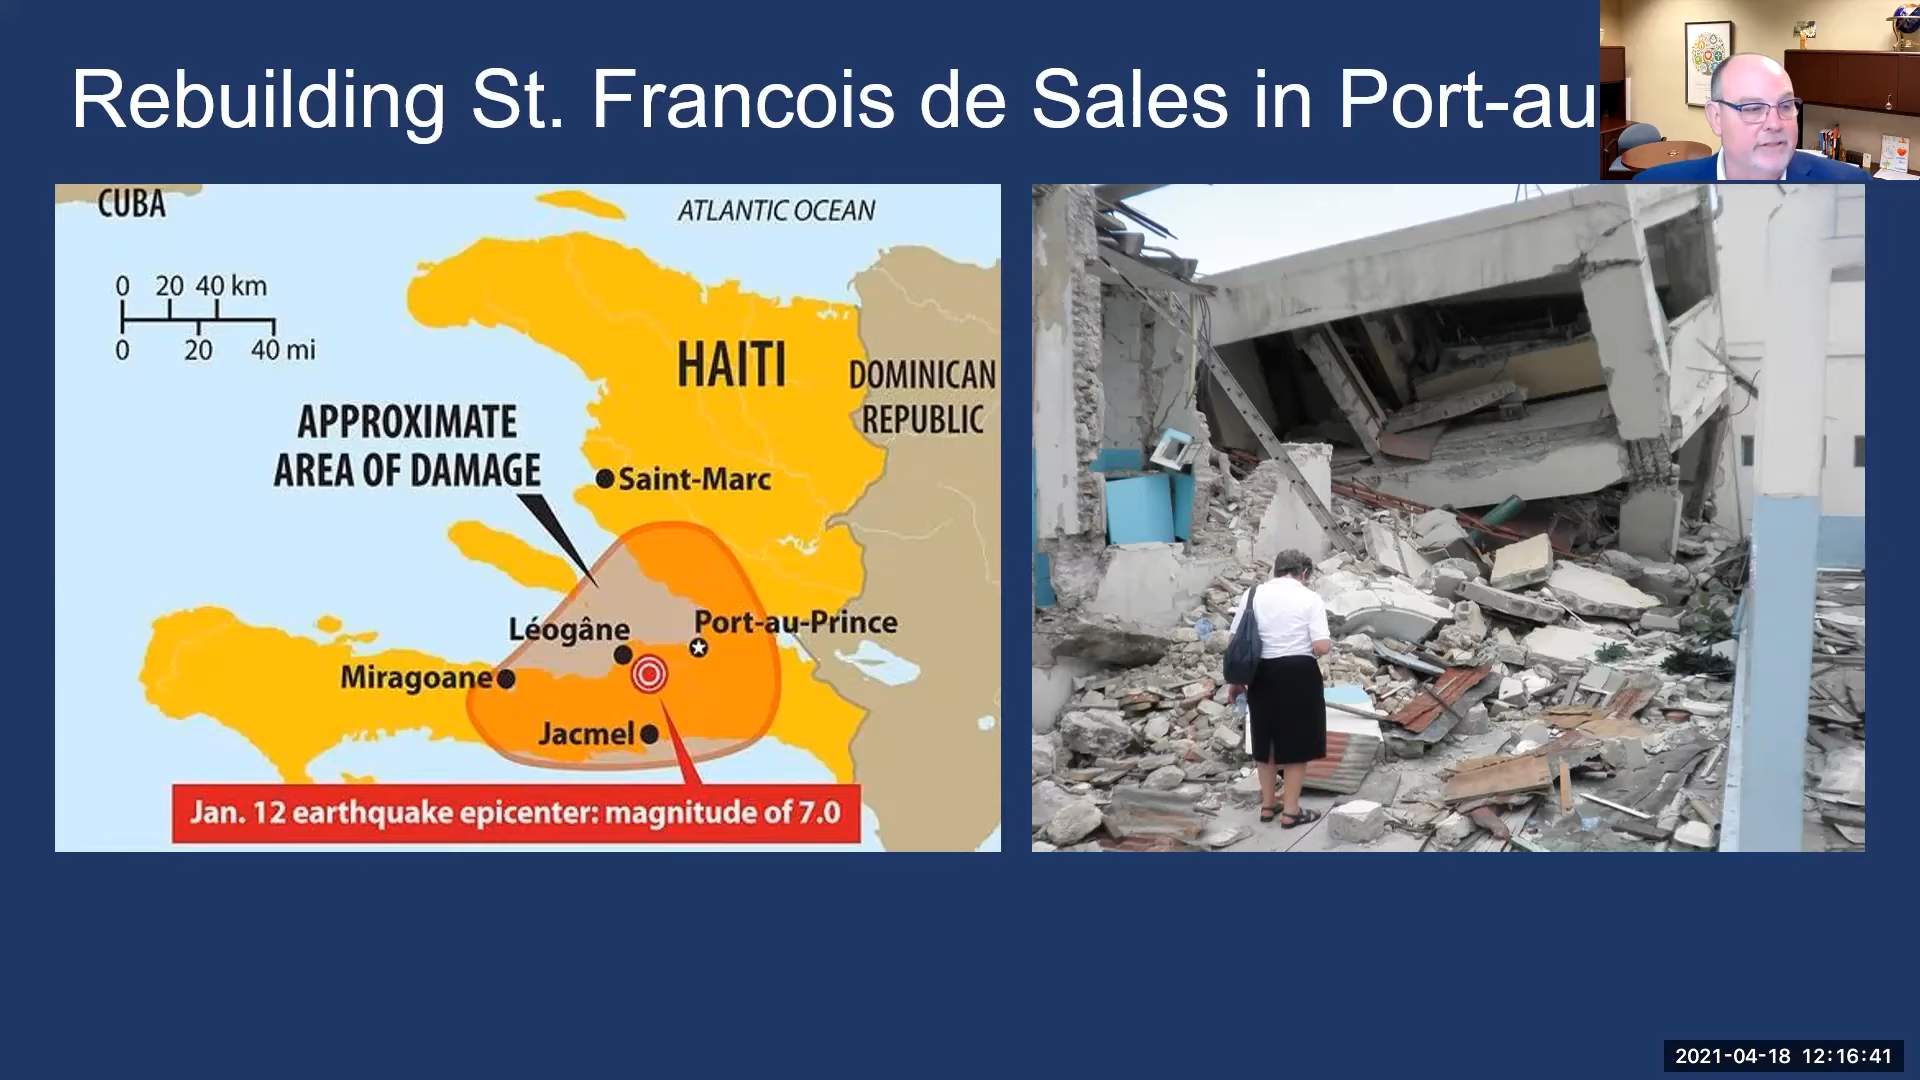 Rebuilding St. Francois de Sales in Port-au
CUBA
ATLANTIC OCEAN
0 20 40 km
0 20 40 mi
HAITI
DOMINICAN
REPUBLIC
APPROXIMATE
AREA OF DAMAGE
Saint-Marc
Léogâne
Port-au-Prince
Miragoane
Jacmel
Jan. 12 earthquake epicenter: magnitude of 7.0
2021-04-18 12:16:41